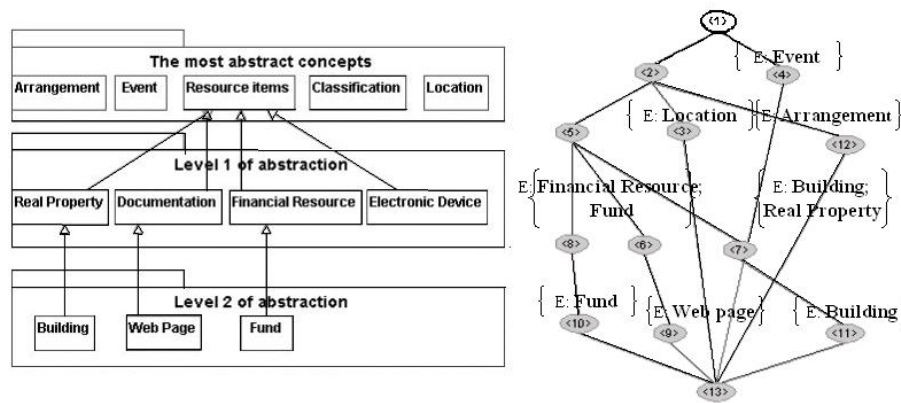 The most abstract concepts
Arrangement
Event
Resource items
Classification
Location
Level 1 of abstraction
Real Property
Documentation
Financial Resource
Electronic Device
Level 2 of abstraction
Building
Web Page
Fund
<1>
<2>
{ E: Event }
<4>
{ E: Location }
{ E: Arrangement }
<5>
<3>
<12>
E: { Financial Resource;
Fund }
{ E: Building;
Real Property }
<8>
<6>
<7>
{ E: Fund }
{ E: Web page }
{ E: Building
<10>
<9>
<11>
<13>